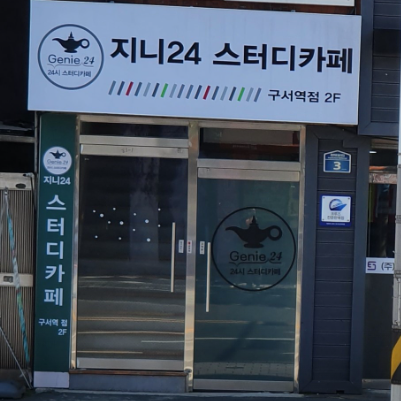 Genie 24
24시 스터디카페
지니24 스터디카페
구서역점 2F
Genie 24
지니24
스터디카페
구서역 점
2F
Genie 24
24시 스터디카페
3
(주)